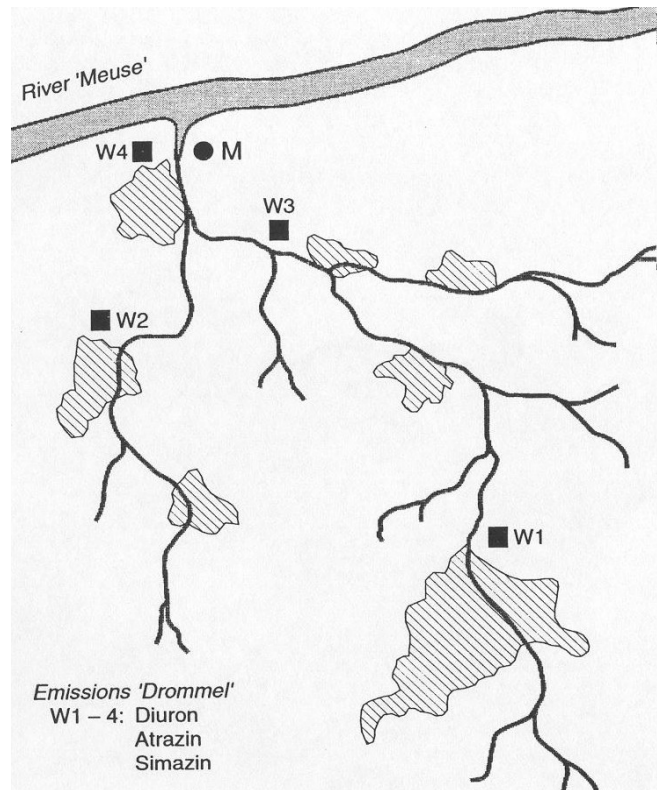 River 'Meuse'
W4
M
W3
W2
W1
Emissions 'Drommel'
W1 – 4: Diuron
Atrazin
Simazin